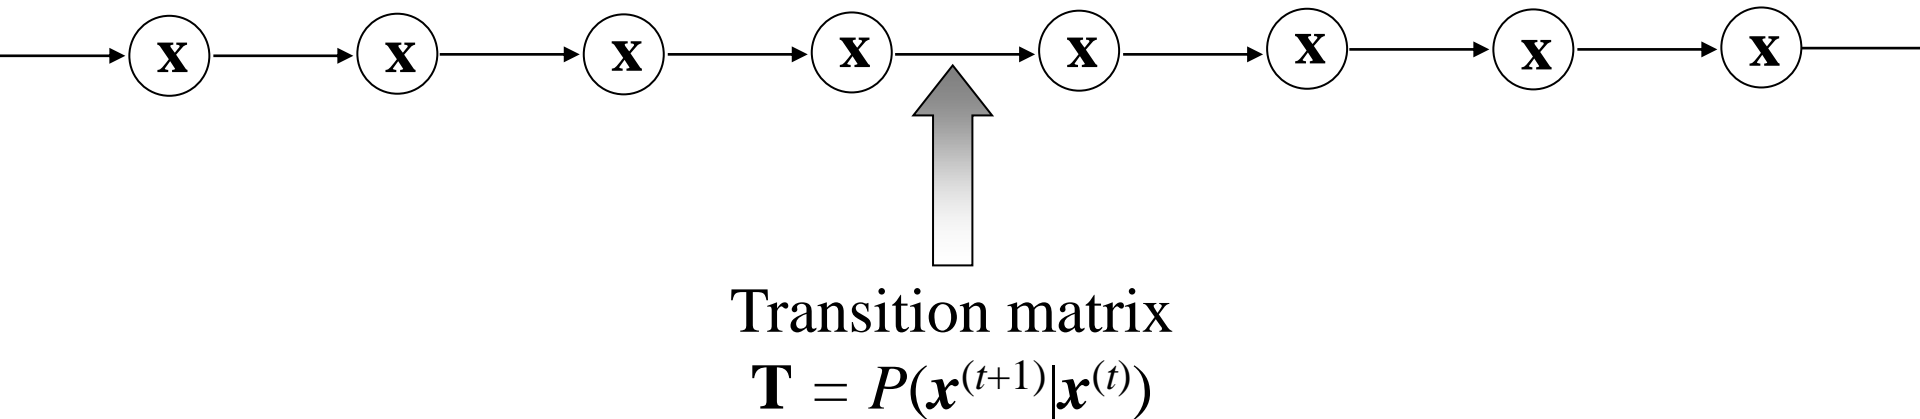 x x x x x x x x
Transition matrix
T = P(x^(t+1)|x^(t))